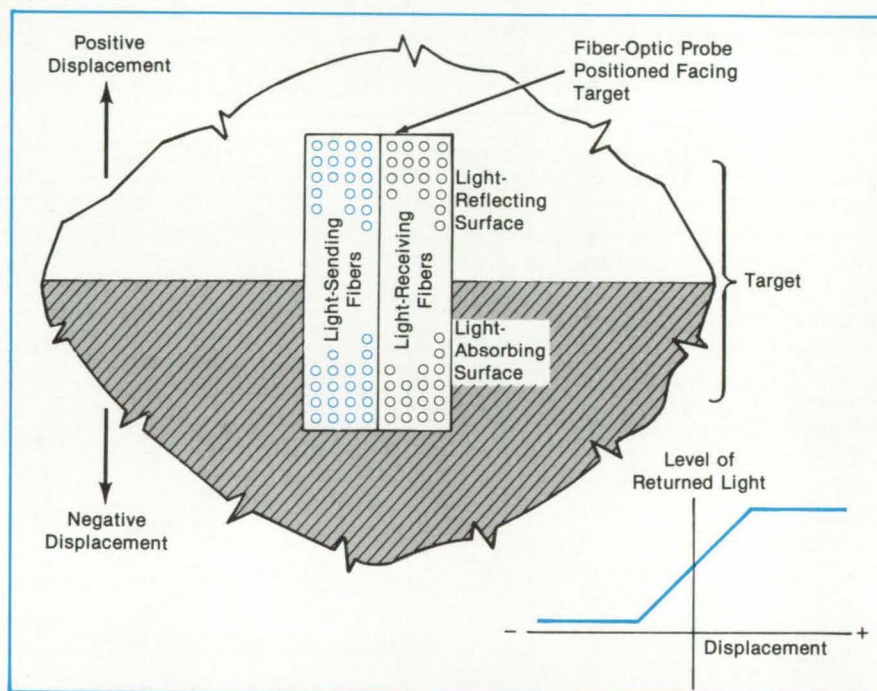 Positive
Displacement
Fiber-Optic Probe
Positioned Facing
Target
Light-
Reflecting
Surface
Light-Sending
Fibers
Light-Receiving
Fibers
Target
Light-
Absorbing
Surface
Negative
Displacement
Level of
Returned Light
-
+
Displacement